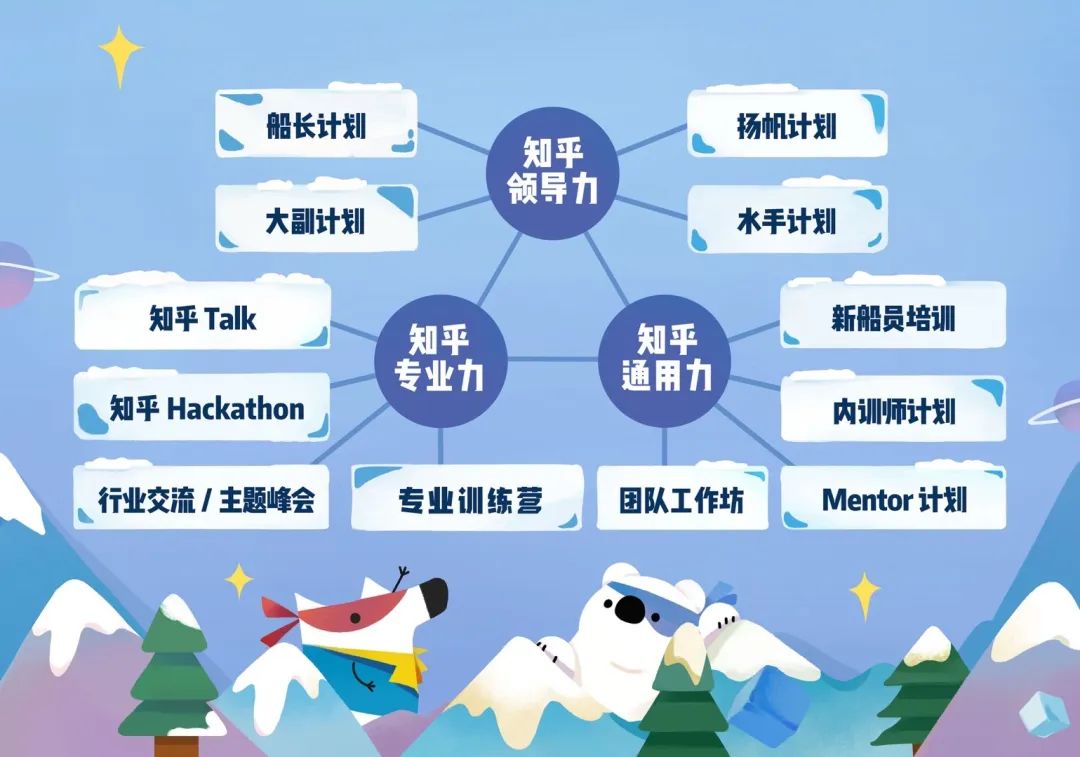 船长计划
扬帆计划
知乎
领导力
大副计划
水手计划
知乎 Talk
知乎
专业力
知乎
通用力
新船员培训
知乎 Hackathon
内训师计划
行业交流 / 主题峰会
专业训练营
团队工作坊
Mentor 计划